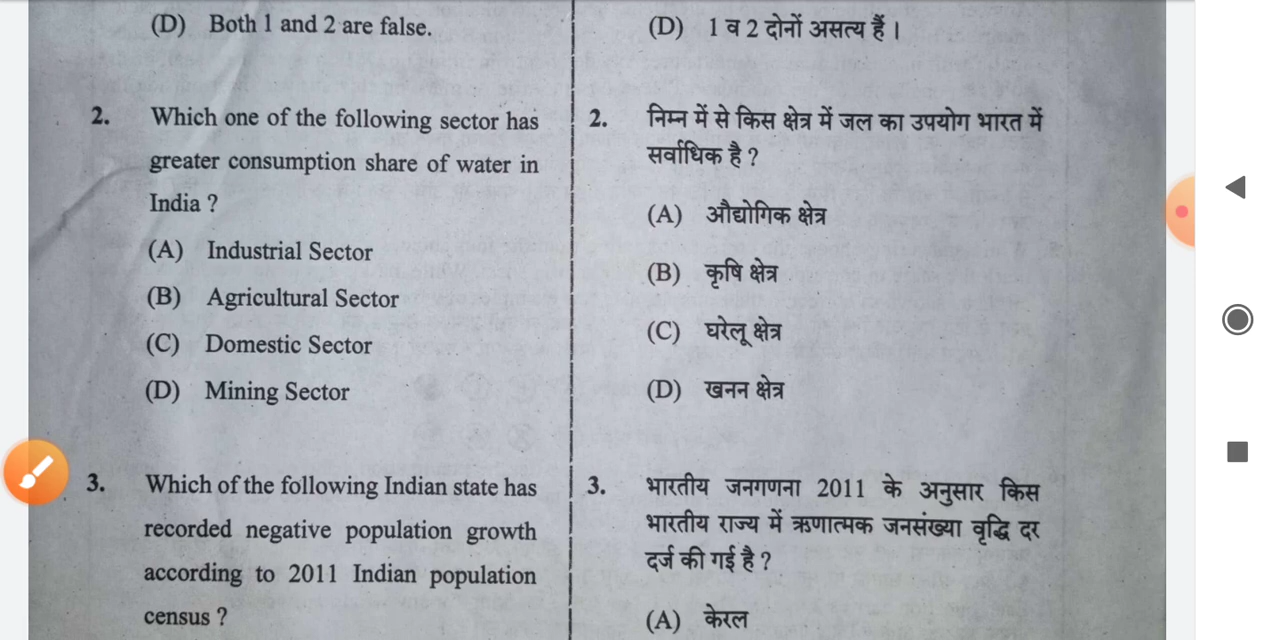 (D) Both 1 and 2 are false.
2. Which one of the following sector has
greater consumption share of water in
India ?
(A) Industrial Sector
(B) Agricultural Sector
(C) Domestic Sector
(D) Mining Sector
3. Which of the following Indian state has
recorded negative population growth
according to 2011 Indian population
census ?
(D) 1 व 2 दोनों असत्य हैं ।
2. निम्न में से किस क्षेत्र में जल का उपयोग भारत में
सर्वाधिक है ?
(A) औद्योगिक क्षेत्र
(B) कृषि क्षेत्र
(C) घरेलू क्षेत्र
(D) खनन क्षेत्र
3. भारतीय जनगणना 2011 के अनुसार किस
भारतीय राज्य में ऋणात्मक जनसंख्या वृद्धि दर
दर्ज की गई है ?
(A) केरल